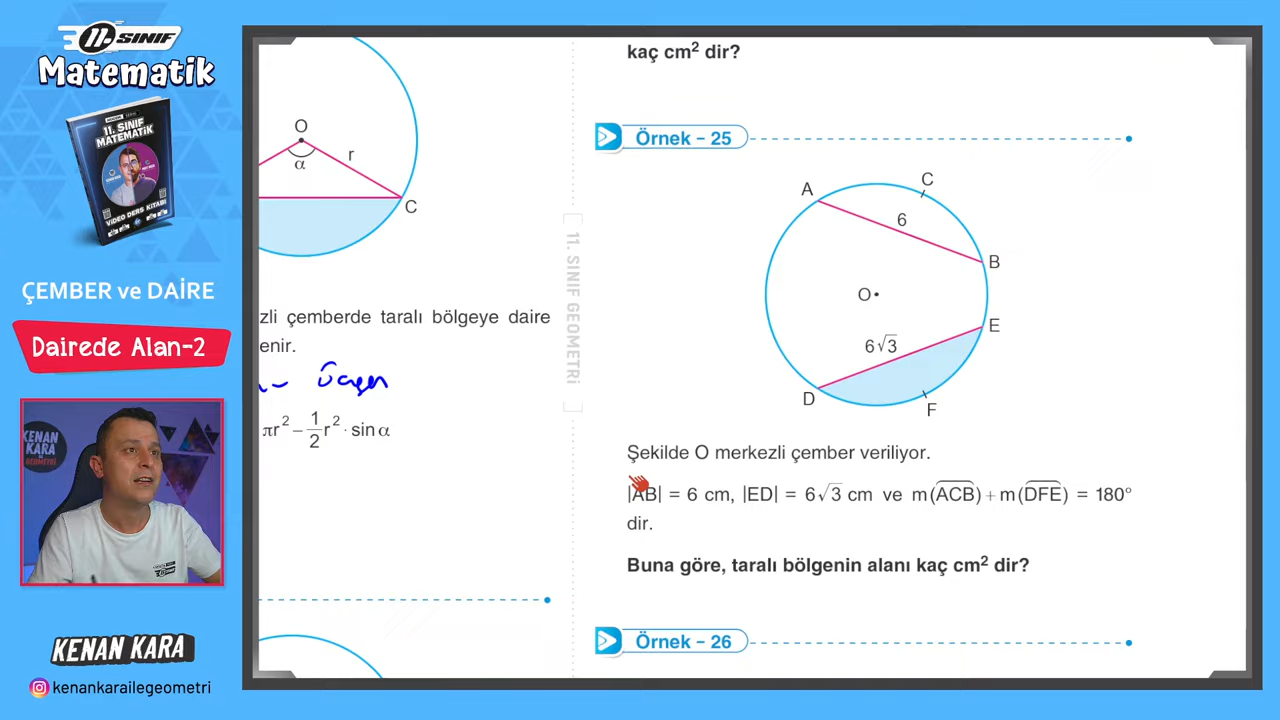 11. SINIF
Matematik
11. SINIF
MATEMATİK
VİDEO DERS KİTABI
ÇEMBER ve DAİRE
Dairede Alan-2
KENAN
KARA
KENAN KARA
kenankarailegeometri
O
α
r
C
zli çemberde taralı bölgeye daire
enir.
Üçgen
πr² − 1/2 r² · sin α
11. SINIF GEOMETRİ
kaç cm² dir?
Örnek - 25
A
C
6
B
O
E
6√3
D
F
Şekilde O merkezli çember veriliyor.
|AB| = 6 cm, |ED| = 6√3 cm ve m(ACB) + m(DFE) = 180°
dir.
Buna göre, taralı bölgenin alanı kaç cm² dir?
Örnek - 26